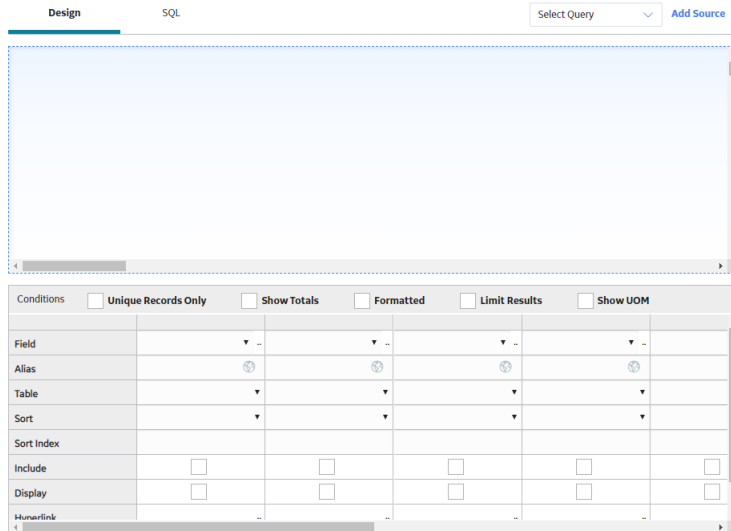 Design SQL Select Query Add Source
Conditions Unique Records Only Show Totals Formatted Limit Results Show UOM
Field .. .. .. ..
Alias
Table
Sort
Sort Index
Include
Display
Hyperlink .. .. .. ..